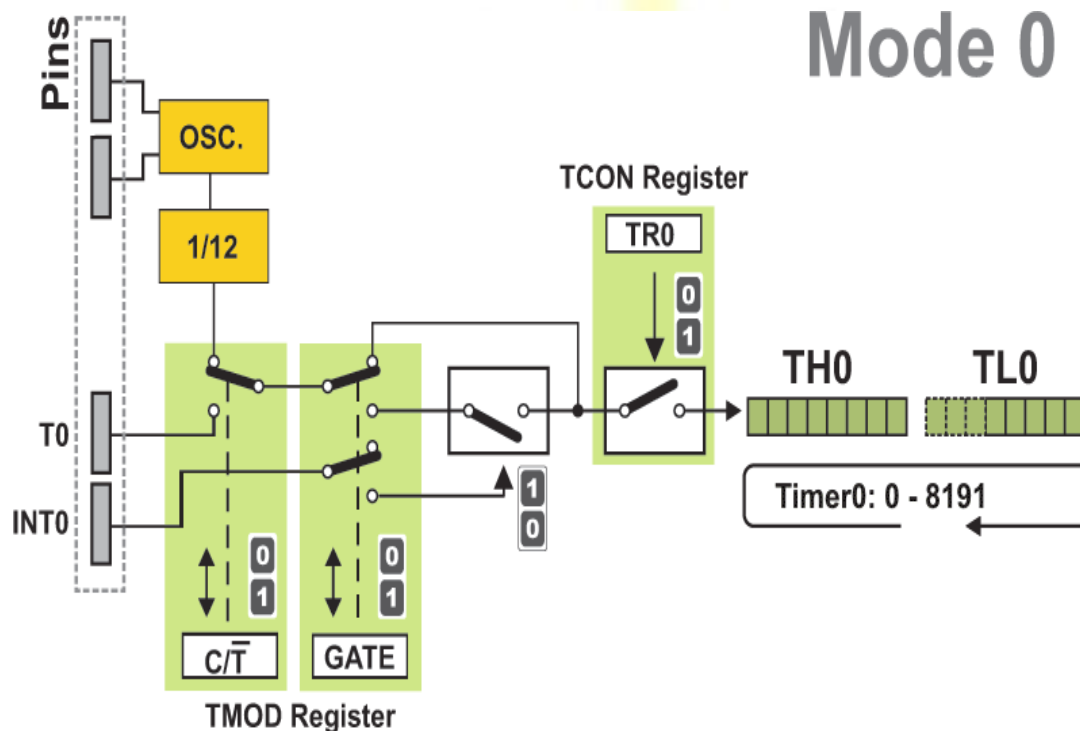 Mode 0
Pins
OSC.
TCON Register
1/12
TR0
0
1
TH0 TL0
T0
INT0
1
0
Timer0: 0 - 8191
0
1
0
1
C/T̅
GATE
TMOD Register